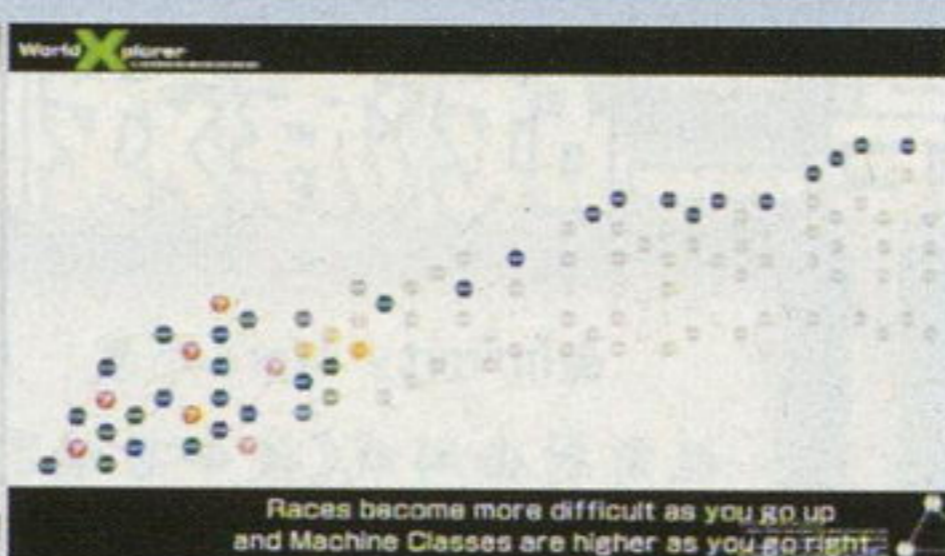 World Xplorer
Races become more difficult as you go up
and Machine Classes are higher as you go right